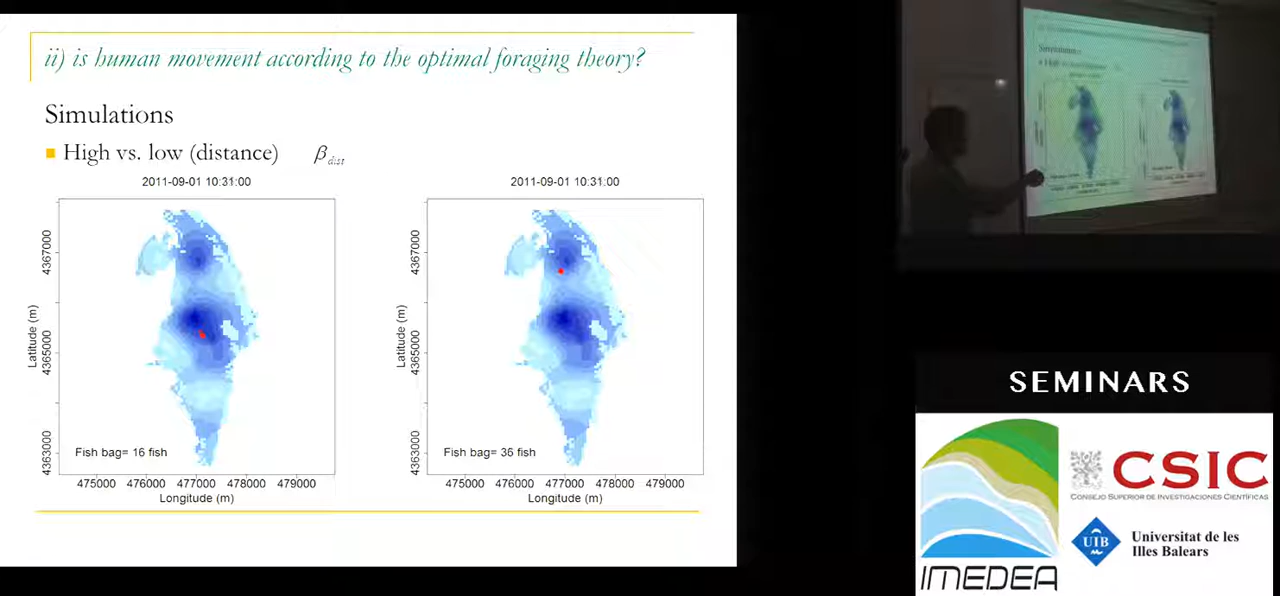 ii) is human movement according to the optimal foraging theory?
Simulations
High vs. low (distance) β dist
2011-09-01 10:31:00
4367000
4365000
4363000
Latitude (m)
Fish bag= 16 fish
475000 476000 477000 478000 479000
Longitude (m)
2011-09-01 10:31:00
4367000
4365000
4363000
Latitude (m)
Fish bag= 36 fish
475000 476000 477000 478000 479000
Longitude (m)
Simulations
SEMINARS
IMEDEA
CSIC
CONSEJO SUPERIOR DE INVESTIGACIONES CIENTÍFICAS
UIB
Universitat de les
Illes Balears